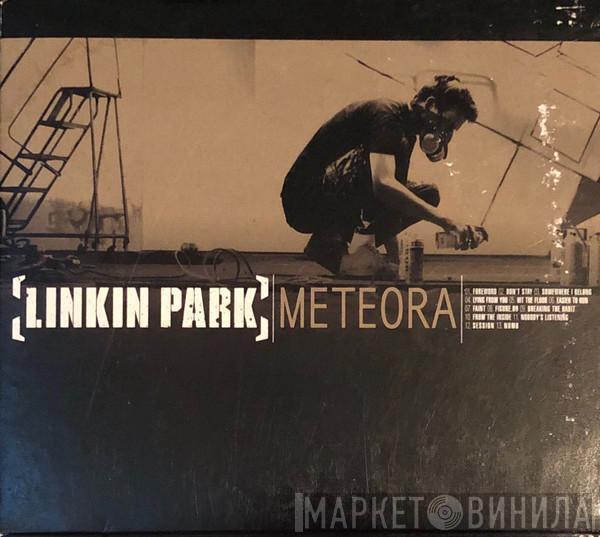 [LINKIN PARK] METEORA
01. FOREWORD 02. DON'T STAY 03. SOMEWHERE I BELONG
04. LYING FROM YOU 05. HIT THE FLOOR 06. EASIER TO RUN
07. FAINT 08. FIGURE.09 09. BREAKING THE HABIT
10. FROM THE INSIDE 11. NOBODY'S LISTENING
12. SESSION 13. NUMB
МАРКЕТ ВИНИЛА